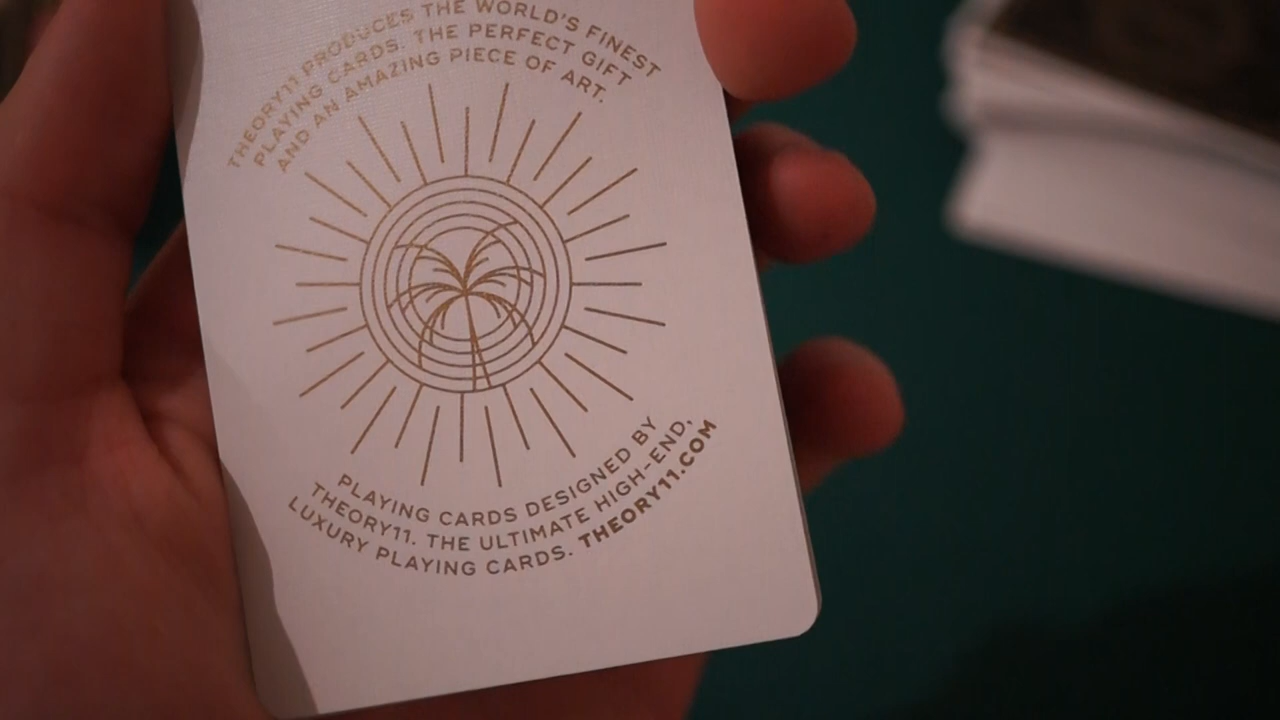 THEORY11 PRODUCES THE WORLD'S FINEST
PLAYING CARDS. THE PERFECT GIFT
AND AN AMAZING PIECE OF ART.
PLAYING CARDS DESIGNED BY
THEORY11. THE ULTIMATE HIGH-END,
LUXURY PLAYING CARDS. THEORY11.COM